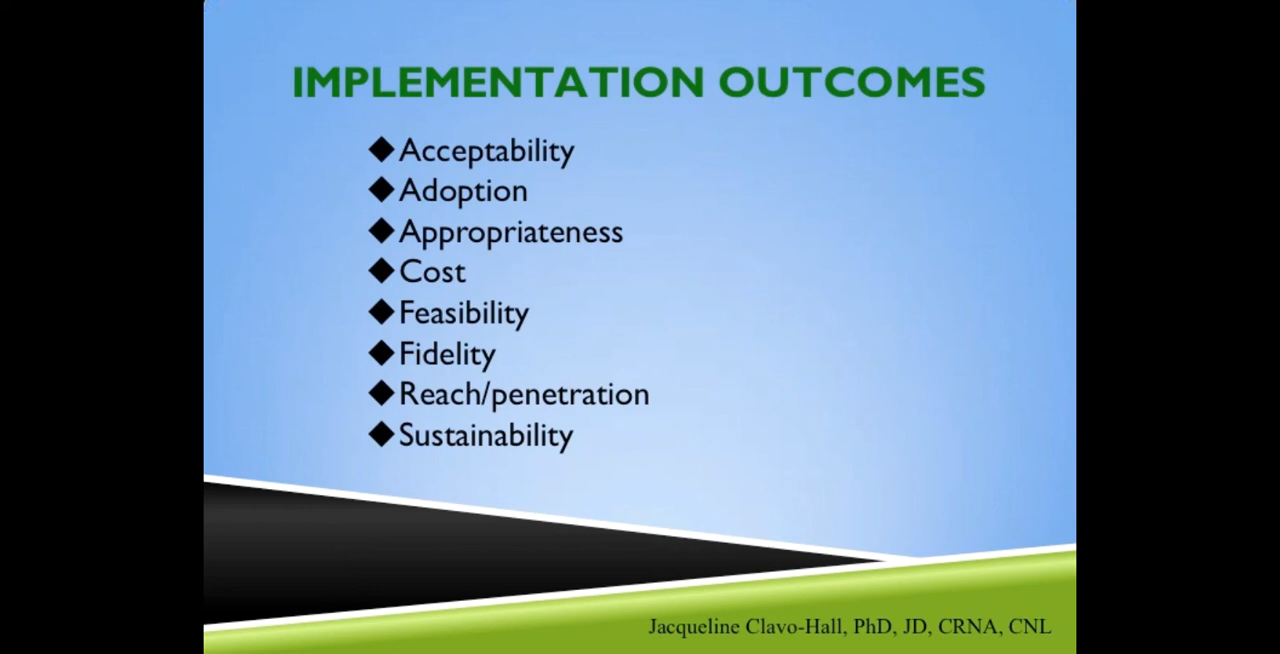 IMPLEMENTATION OUTCOMES
◆Acceptability
◆Adoption
◆Appropriateness
◆Cost
◆Feasibility
◆Fidelity
◆Reach/penetration
◆Sustainability
Jacqueline Clavo-Hall, PhD, JD, CRNA, CNL